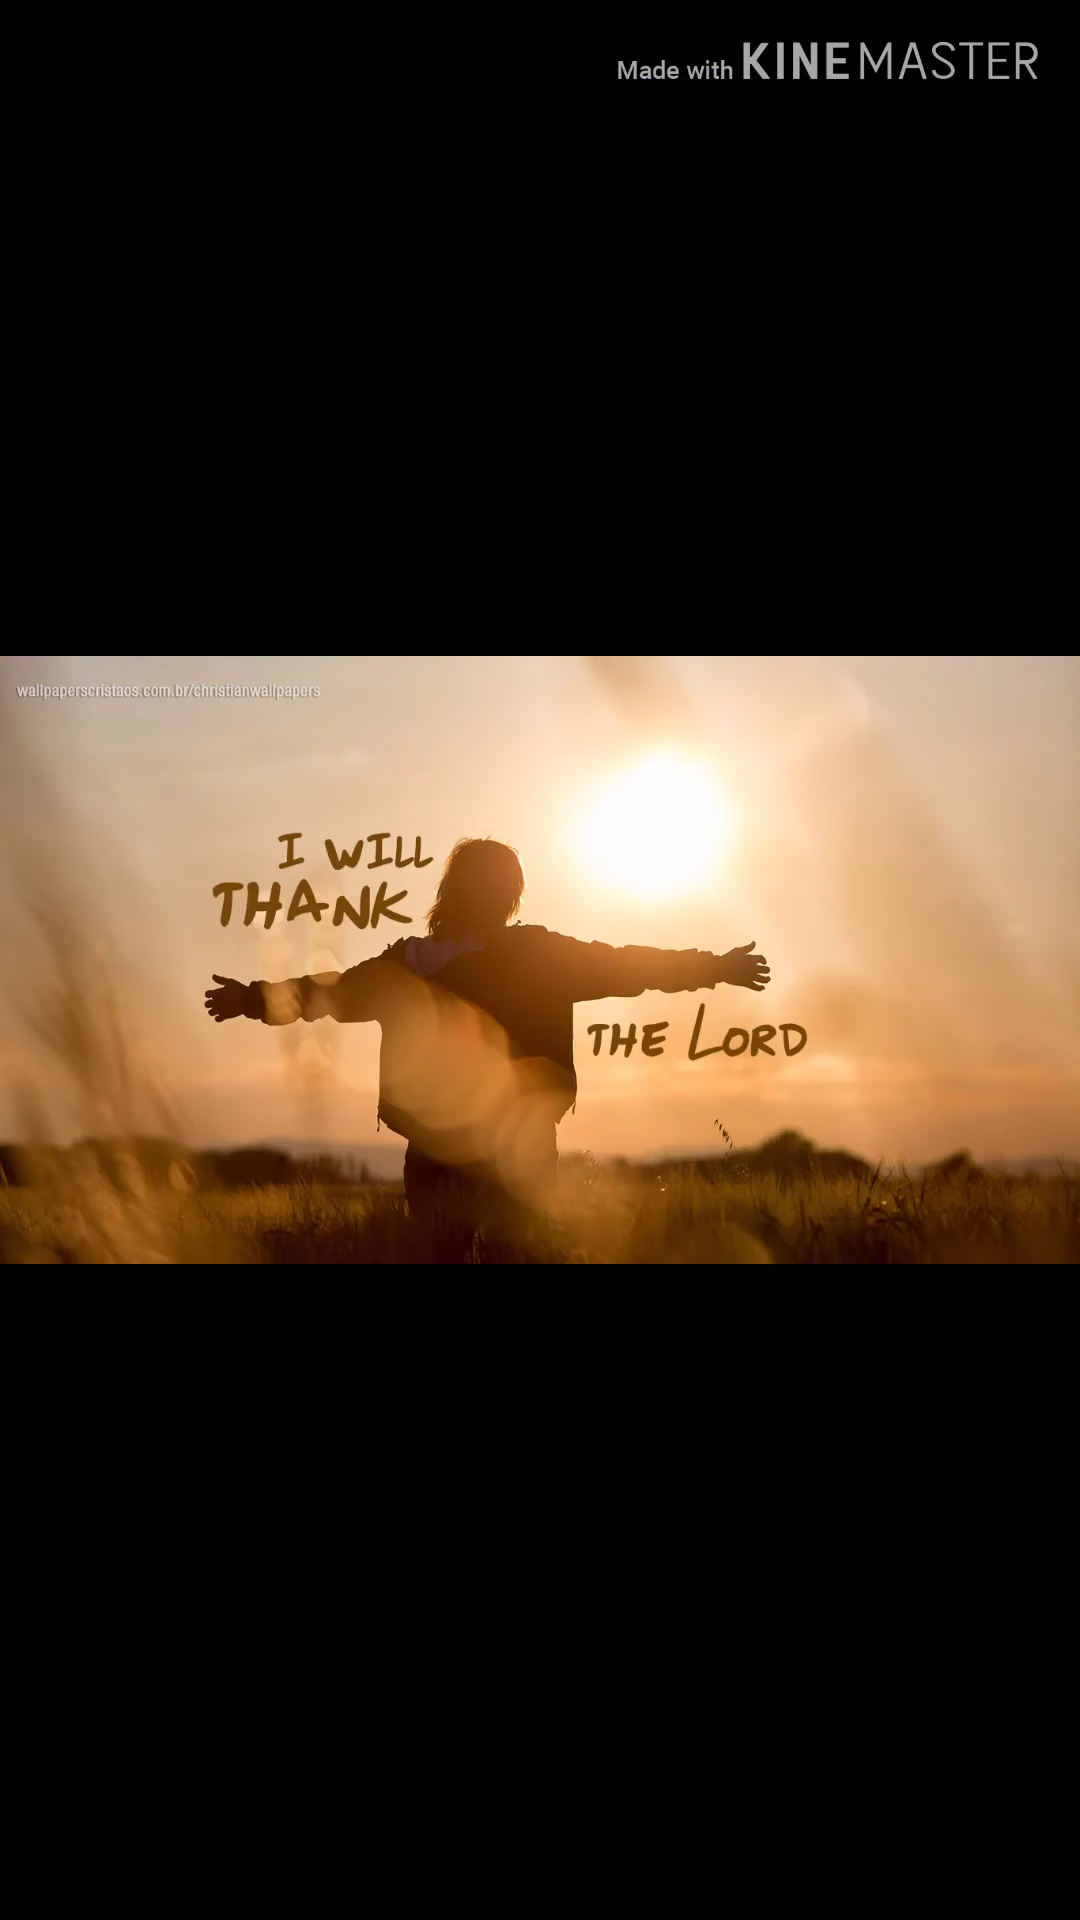 Made with KINEMASTER
wallpaperscristaos.com.br/christianwallpapers
I WILL
THANK
THE LORD